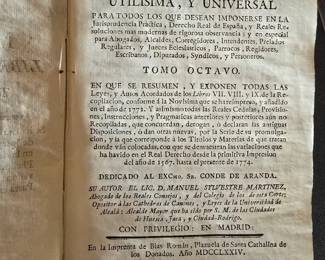 UTILISIMA, Y UNIVERSAL
PARA TODOS LOS QUE DESEAN IMPONERSE EN LA
Jurisprudencia Práctica, Derecho Real de España, y Reales Re-
soluciones mas modernas de rigorosa observancia: y en especial
para Abogados, Alcaldes, Corregidores, Intendentes, Prelados
Regulares, y Jueces Eclesiasticos, Parrocos, Regidores,
Escribanos, Diputados, Syndicos, y Personeros.
TOMO OCTAVO.
EN QUE SE RESUMEN, Y EXPONEN TODAS LAS
Leyes, y Autos Acordados de los Libros VII. VIII. y IX. de la Re-
copilacion, conforme á la Novisima que se ha reimpreso, y añadido
en el año de 1772. Y asimismo todas las Reales Cedulas, Provisio-
nes, Instrucciones, y Pragmaticas anteriores y posteriores aún no
Recopiladas, que concuerdan, derogan, ó declaran las antiguas
Disposiciones, ó dan otras nuevas, por la Serie de su promulga-
cion, y la que corresponde á los Titulos y Materias de que tratan
donde ván colocadas, con que se demuestran las variaciones que
ha havido en el Real Derecho desde la primitiva Impresion
del año de 1567. hasta el presente de 1774.
DEDICADO AL EXCMO. SR. CONDE DE ARANDA.
SU AUTOR EL LIC. D. MANUEL SYLVESTRE MARTINEZ,
Abogado de los Reales Consejos, y del Colegio de los de esta Corte,
Opositor á las Cathedras de Canones, y Leyes de la Universidad de
Alcalá: Alcalde Mayor que ha sido por S. M. de las Ciudades
de Huesca, Jaca, y Ciudad-Rodrigo.
CON PRIVILEGIO: EN MADRID:
En la Imprenta de Blas Román, Plazuela de Santa Cathalina de
los Donados. Año MDCCLXXIV.